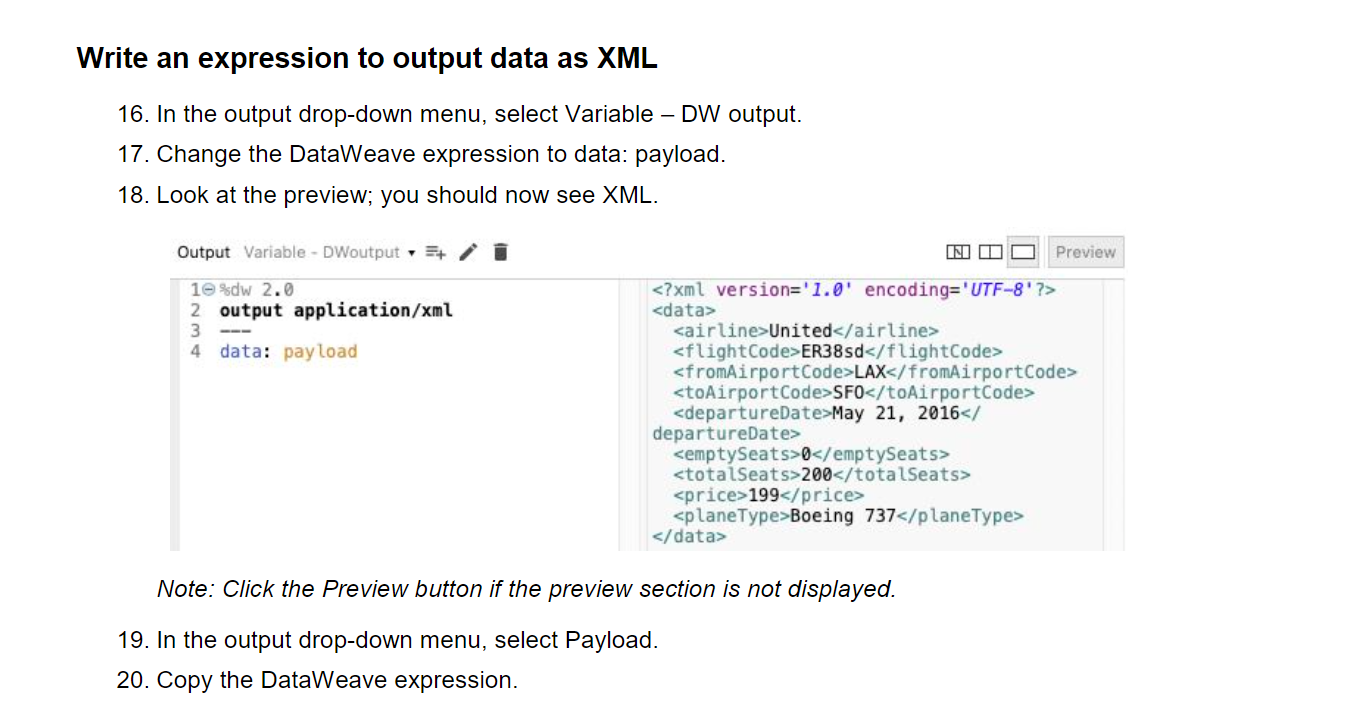 Write an expression to output data as XML
16. In the output drop-down menu, select Variable – DW output.
17. Change the DataWeave expression to data: payload.
18. Look at the preview; you should now see XML.
Output Variable - DWoutput Preview
1 %dw 2.0
2 output application/xml
3 ---
4 data: payload
<?xml version='1.0' encoding='UTF-8'?>
<data>
  <airline>United</airline>
  <flightCode>ER38sd</flightCode>
  <fromAirportCode>LAX</fromAirportCode>
  <toAirportCode>SFO</toAirportCode>
  <departureDate>May 21, 2016</
departureDate>
  <emptySeats>0</emptySeats>
  <totalSeats>200</totalSeats>
  <price>199</price>
  <planeType>Boeing 737</planeType>
</data>
Note: Click the Preview button if the preview section is not displayed.
19. In the output drop-down menu, select Payload.
20. Copy the DataWeave expression.